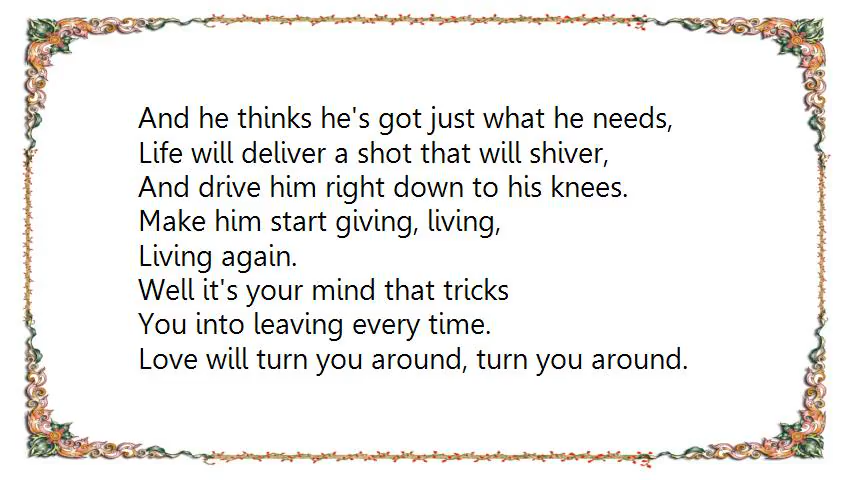 And he thinks he's got just what he needs,
Life will deliver a shot that will shiver,
And drive him right down to his knees.
Make him start giving, living,
Living again.
Well it's your mind that tricks
You into leaving every time.
Love will turn you around, turn you around.